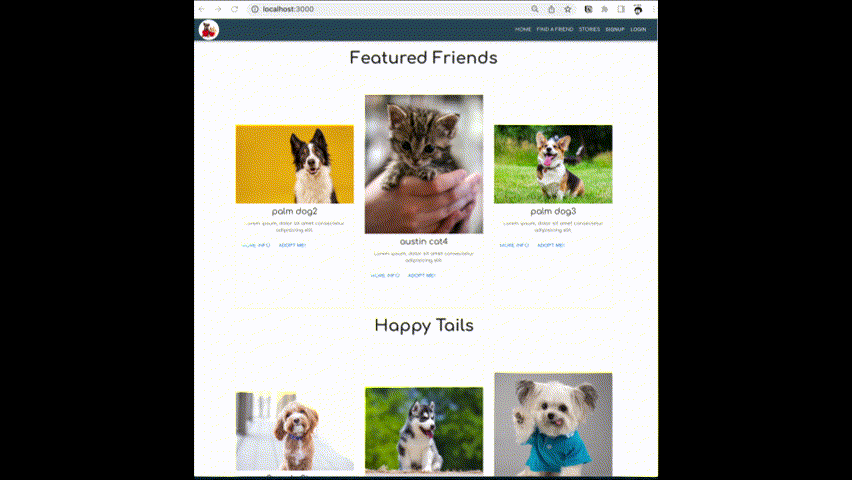 localhost:3000
HOME FIND A FRIEND STORIES SIGNUP LOGIN
Featured Friends
palm dog2
Lorem ipsum, dolor sit amet consectetur
adipisicing elit.
MORE INFO ADOPT ME!
austin cat4
Lorem ipsum, dolor sit amet consectetur
adipisicing elit.
MORE INFO ADOPT ME!
palm dog3
Lorem ipsum, dolor sit amet consectetur
adipisicing elit.
MORE INFO ADOPT ME!
Happy Tails